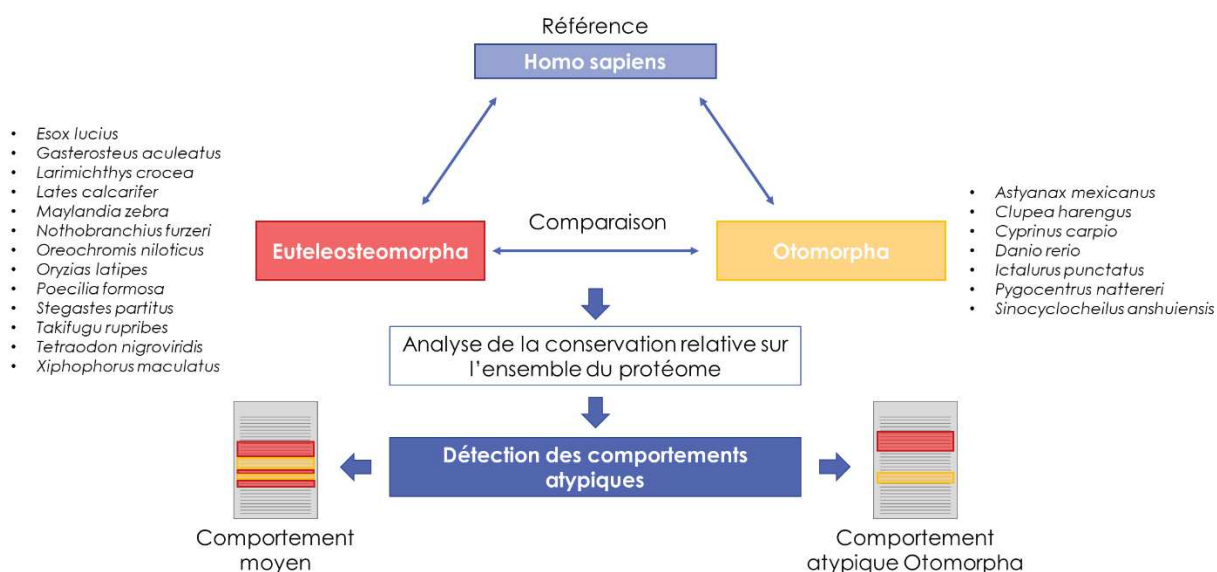 Référence
Homo sapiens
• Esox lucius
• Gasterosteus aculeatus
• Larimichthys crocea
• Lates calcarifer
• Maylandia zebra
• Nothobranchius furzeri
• Oreochromis niloticus
• Oryzias latipes
• Poecilia formosa
• Stegastes partitus
• Takifugu rupribes
• Tetraodon nigroviridis
• Xiphophorus maculatus
Comparaison
Euteleosteomorpha
Otomorpha
• Astyanax mexicanus
• Clupea harengus
• Cyprinus carpio
• Danio rerio
• Ictalurus punctatus
• Pygocentrus nattereri
• Sinocyclocheilus anshuiensis
Analyse de la conservation relative sur
l'ensemble du protéome
Détection des comportements
atypiques
Comportement
moyen
Comportement
atypique Otomorpha